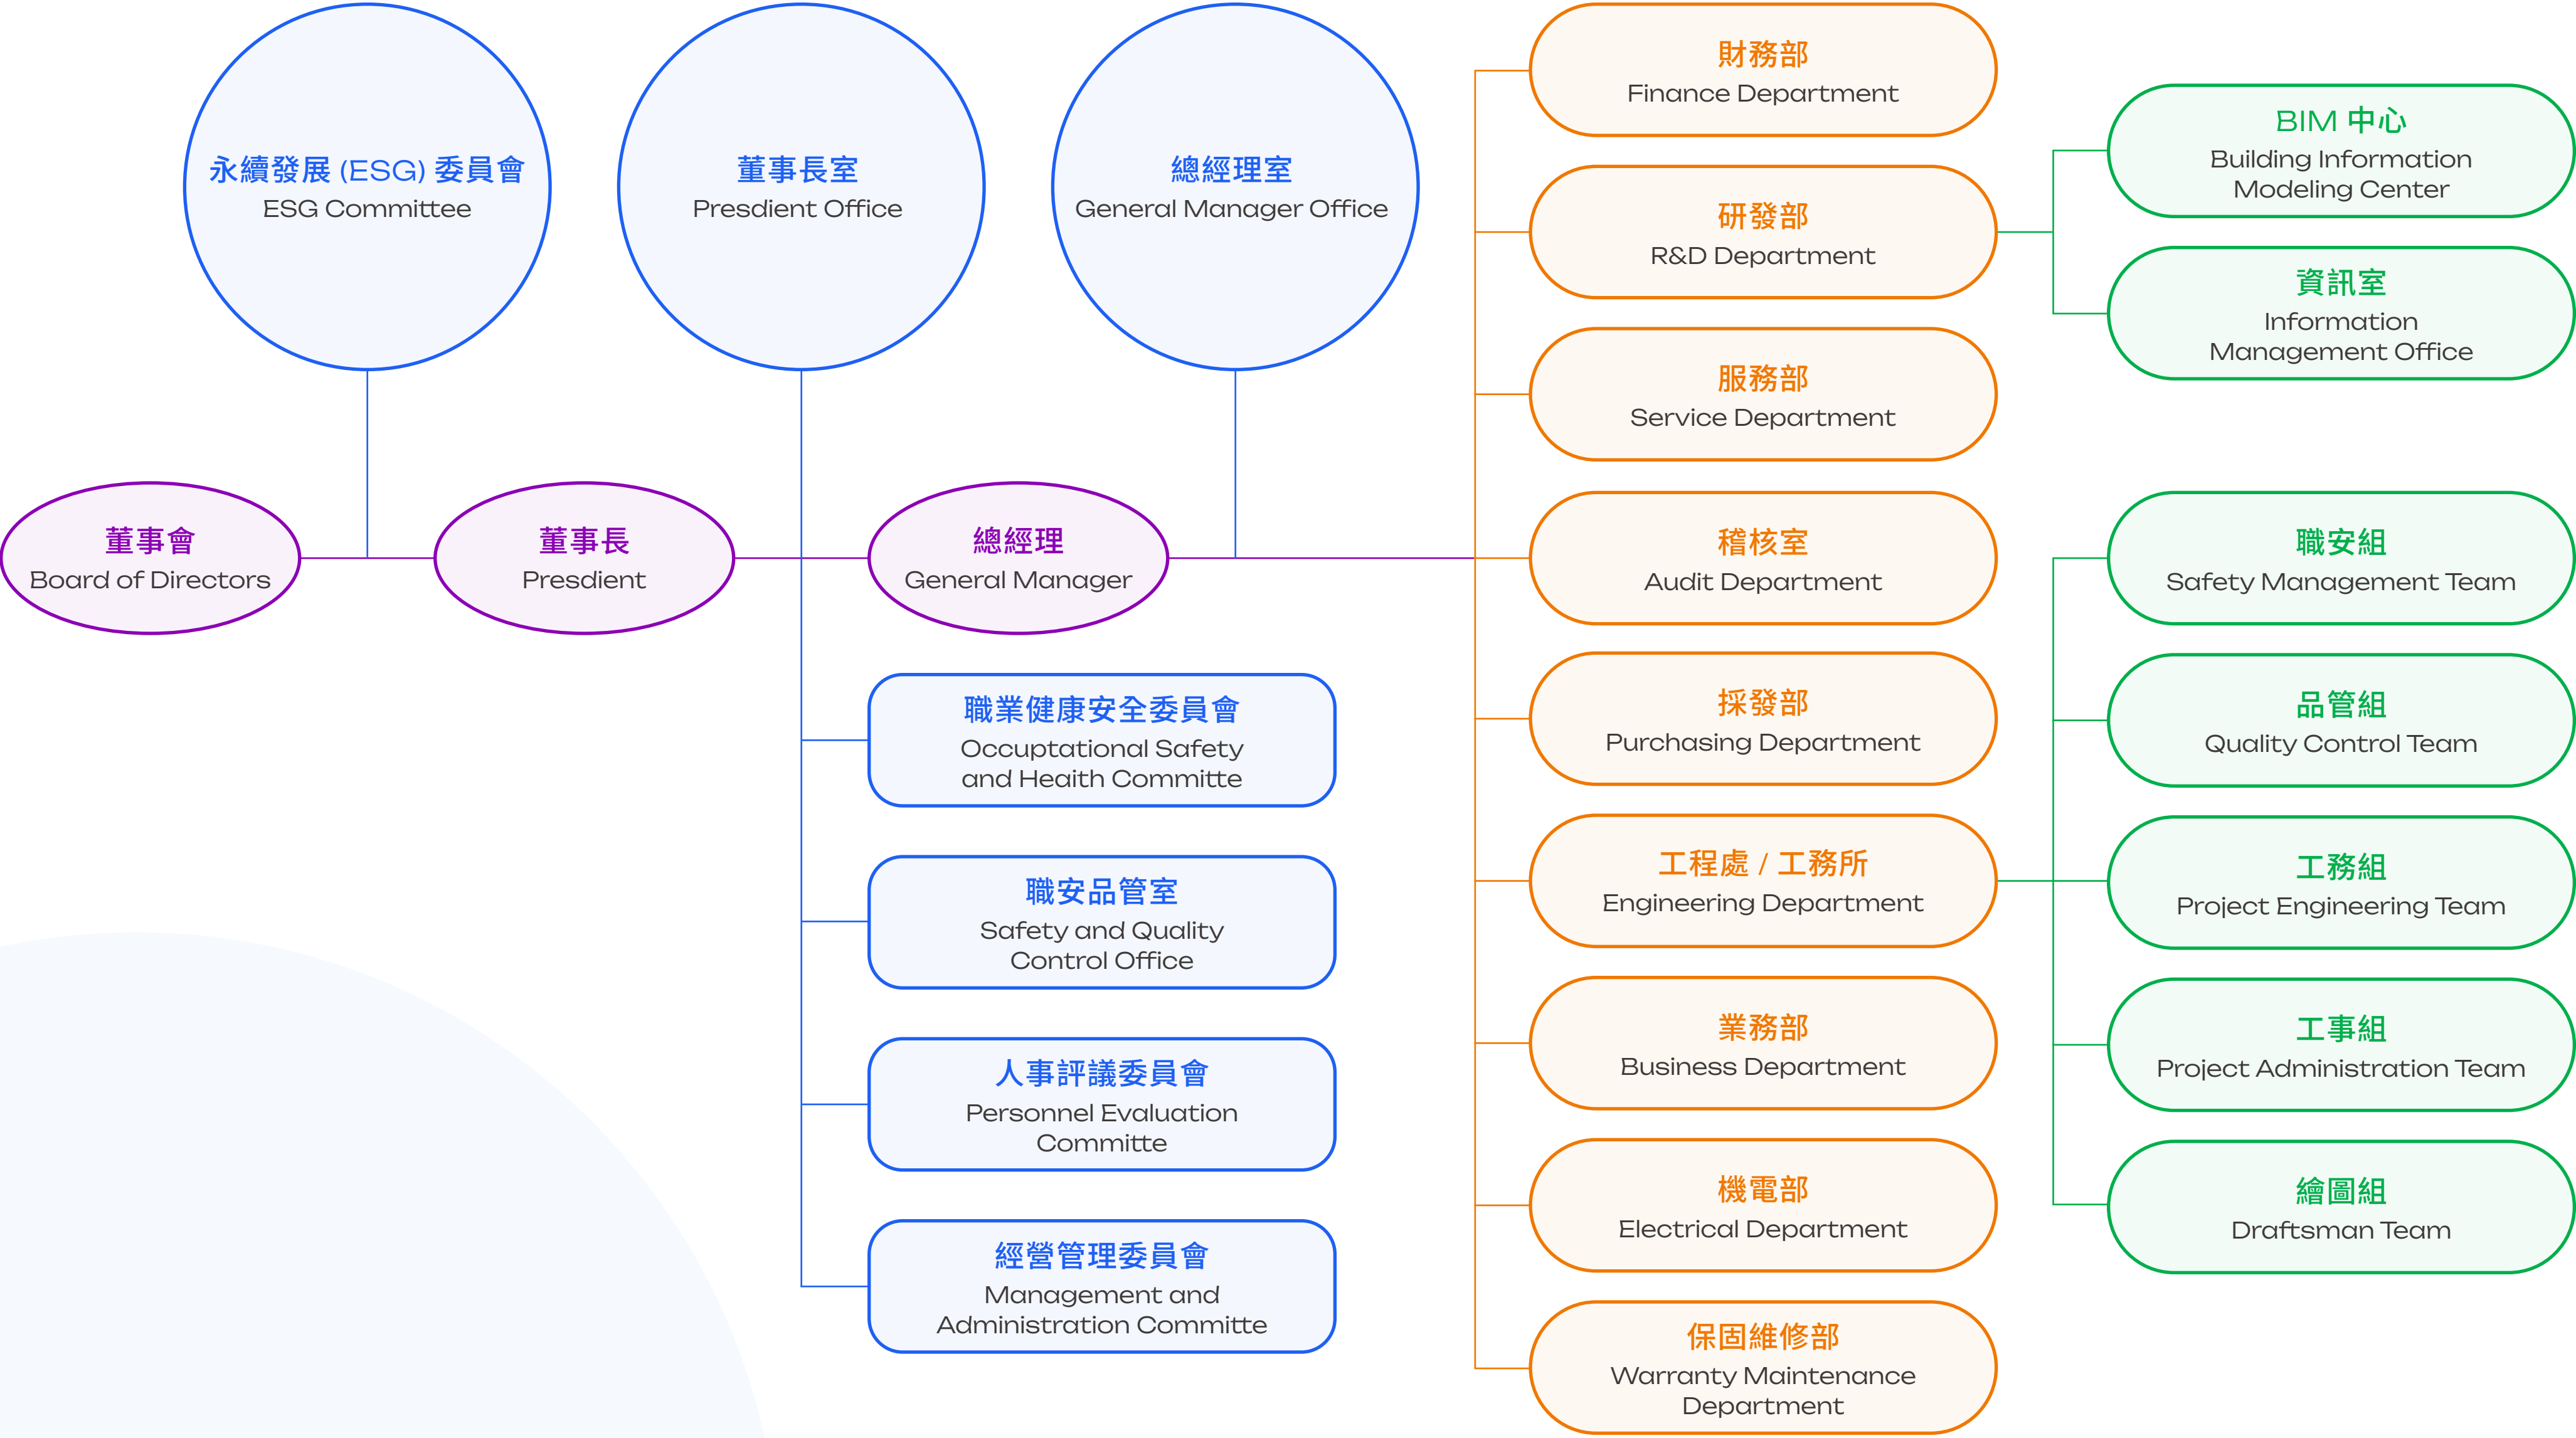 永續發展 (ESG) 委員會
ESG Committee
董事長室
Presdient Office
總經理室
General Manager Office
董事會
Board of Directors
董事長
Presdient
總經理
General Manager
職業健康安全委員會
Occuptational Safety
and Heaith Committe
職安品管室
Safety and Quality
Control Office
人事評議委員會
Personnel Evaluation
Committe
經營管理委員會
Management and
Administration Committe
財務部
Finance Department
研發部
R&D Department
服務部
Service Department
稽核室
Audit Department
採發部
Purchasing Department
工程處 / 工務所
Engineering Department
業務部
Business Department
機電部
Electrical Department
保固維修部
Warranty Maintenance
Department
BIM 中心
Building Information
Modeling Center
資訊室
Information
Management Office
職安組
Safety Management Team
品管組
Quality Control Team
工務組
Project Engineering Team
工事組
Project Administration Team
繪圖組
Draftsman Team